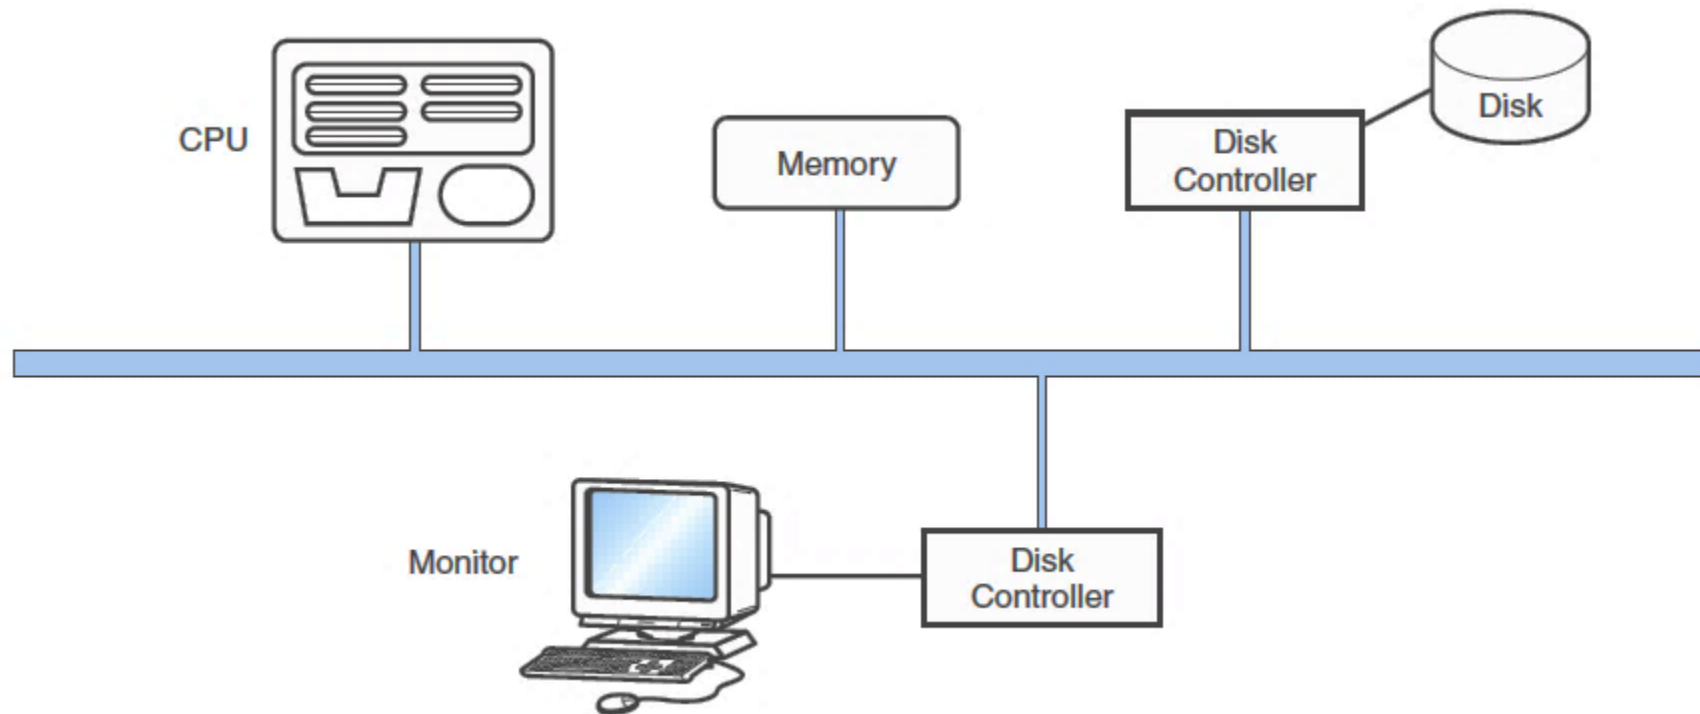 CPU
Memory
Disk
Controller
Disk
Monitor
Disk
Controller